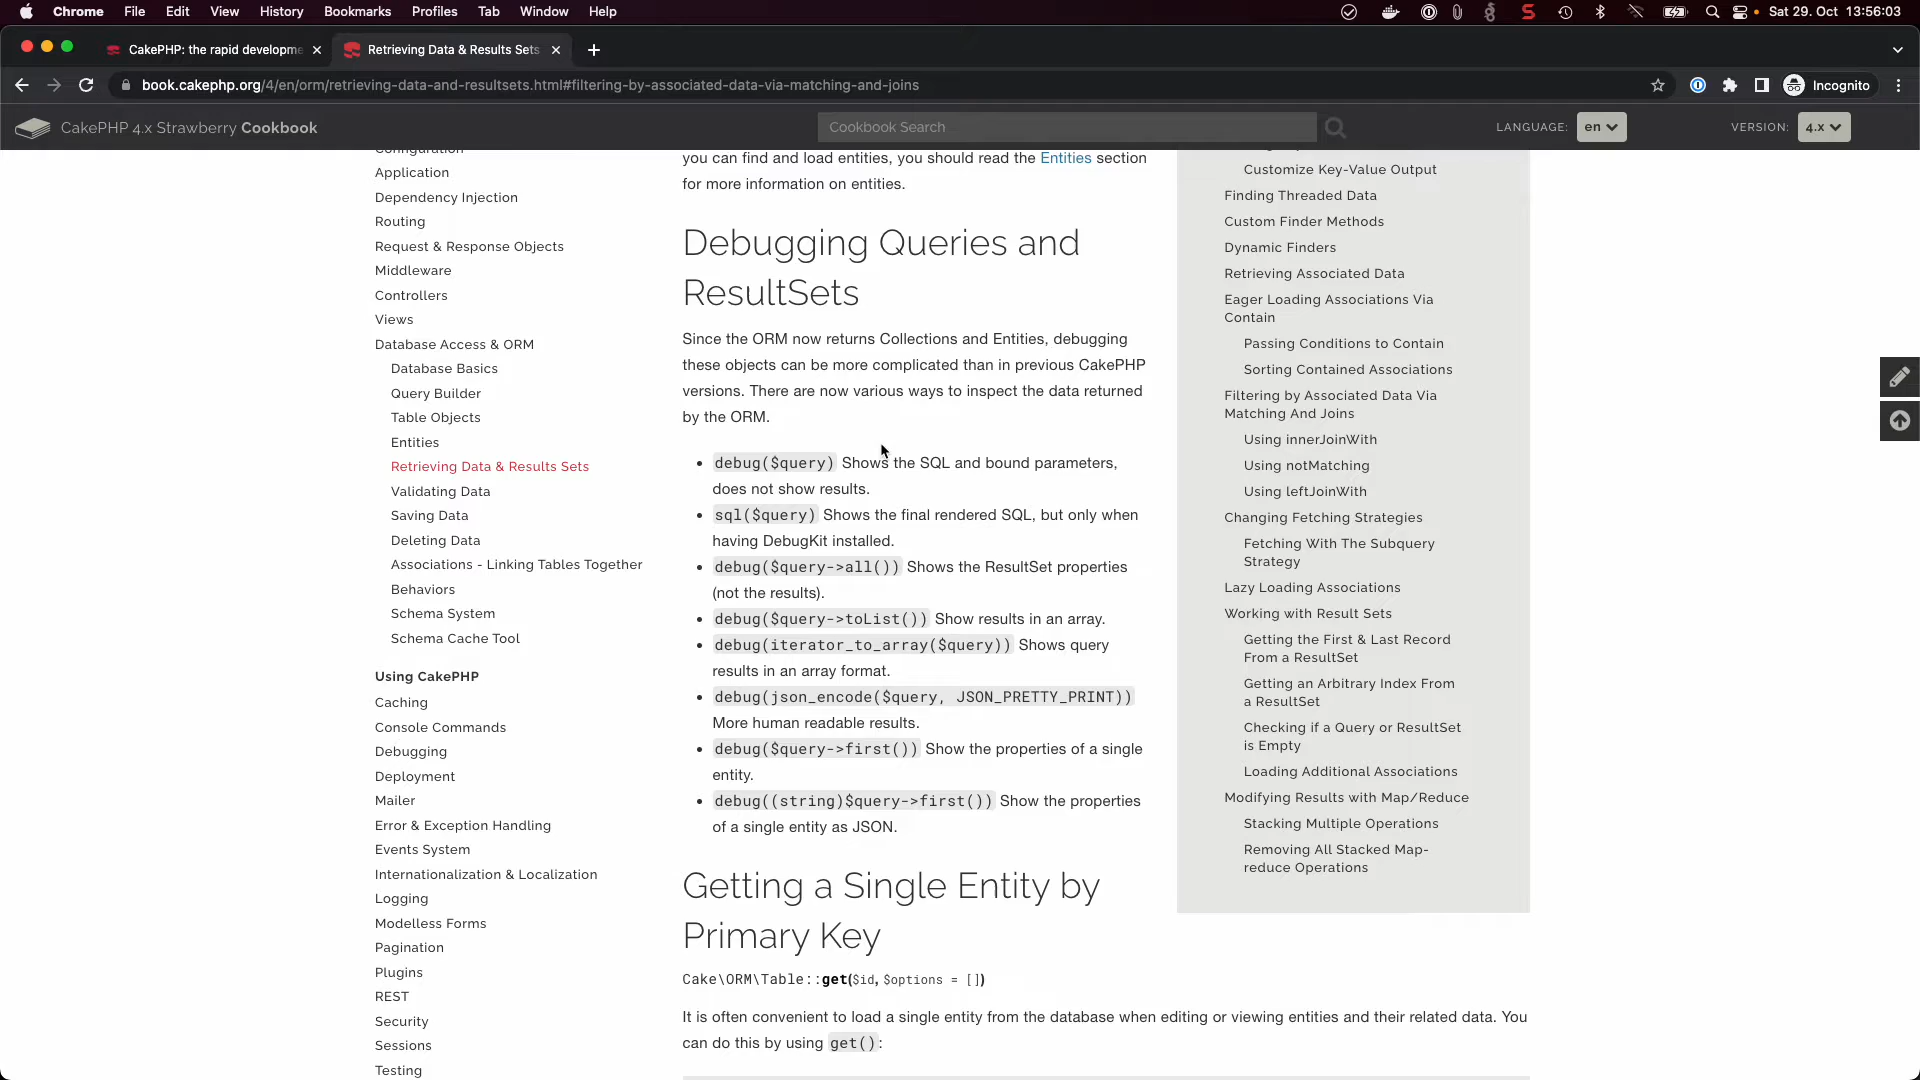 Chrome File Edit View History Bookmarks Profiles Tab Window Help Sat 29. Oct 13:56:03
CakePHP: the rapid developme
Retrieving Data & Results Sets
book.cakephp.org/4/en/orm/retrieving-data-and-resultsets.html#filtering-by-associated-data-via-matching-and-joins
Incognito
CakePHP 4.x Strawberry Cookbook
Cookbook Search
LANGUAGE: en
VERSION: 4.x
Configuration
Application
Dependency Injection
Routing
Request & Response Objects
Middleware
Controllers
Views
Database Access & ORM
Database Basics
Query Builder
Table Objects
Entities
Retrieving Data & Results Sets
Validating Data
Saving Data
Deleting Data
Associations - Linking Tables Together
Behaviors
Schema System
Schema Cache Tool
Using CakePHP
Caching
Console Commands
Debugging
Deployment
Mailer
Error & Exception Handling
Events System
Internationalization & Localization
Logging
Modelless Forms
Pagination
Plugins
REST
Security
Sessions
Testing
you can find and load entities, you should read the Entities section
for more information on entities.
Debugging Queries and
ResultSets
Since the ORM now returns Collections and Entities, debugging
these objects can be more complicated than in previous CakePHP
versions. There are now various ways to inspect the data returned
by the ORM.
debug($query) Shows the SQL and bound parameters,
does not show results.
sql($query) Shows the final rendered SQL, but only when
having DebugKit installed.
debug($query->all()) Shows the ResultSet properties
(not the results).
debug($query->toList()) Show results in an array.
debug(iterator_to_array($query)) Shows query
results in an array format.
debug(json_encode($query, JSON_PRETTY_PRINT))
More human readable results.
debug($query->first()) Show the properties of a single
entity.
debug((string)$query->first()) Show the properties
of a single entity as JSON.
Getting a Single Entity by
Primary Key
Cake\ORM\Table::get($id, $options = [])
It is often convenient to load a single entity from the database when editing or viewing entities and their related data. You
can do this by using get():
Customize Key-Value Output
Finding Threaded Data
Custom Finder Methods
Dynamic Finders
Retrieving Associated Data
Eager Loading Associations Via
Contain
Passing Conditions to Contain
Sorting Contained Associations
Filtering by Associated Data Via
Matching And Joins
Using innerJoinWith
Using notMatching
Using leftJoinWith
Changing Fetching Strategies
Fetching With The Subquery
Strategy
Lazy Loading Associations
Working with Result Sets
Getting the First & Last Record
From a ResultSet
Getting an Arbitrary Index From
a ResultSet
Checking if a Query or ResultSet
is Empty
Loading Additional Associations
Modifying Results with Map/Reduce
Stacking Multiple Operations
Removing All Stacked Map-
reduce Operations